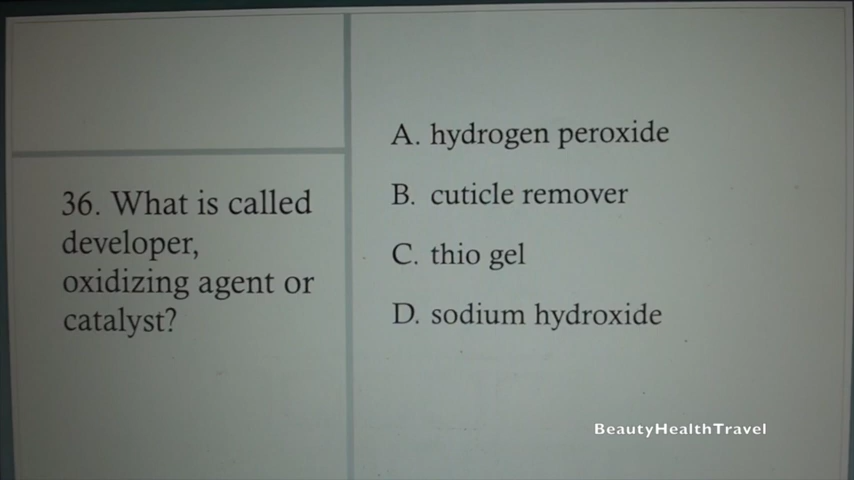 36. What is called
developer,
oxidizing agent or
catalyst?
A. hydrogen peroxide
B. cuticle remover
C. thio gel
D. sodium hydroxide
BeautyHealthTravel